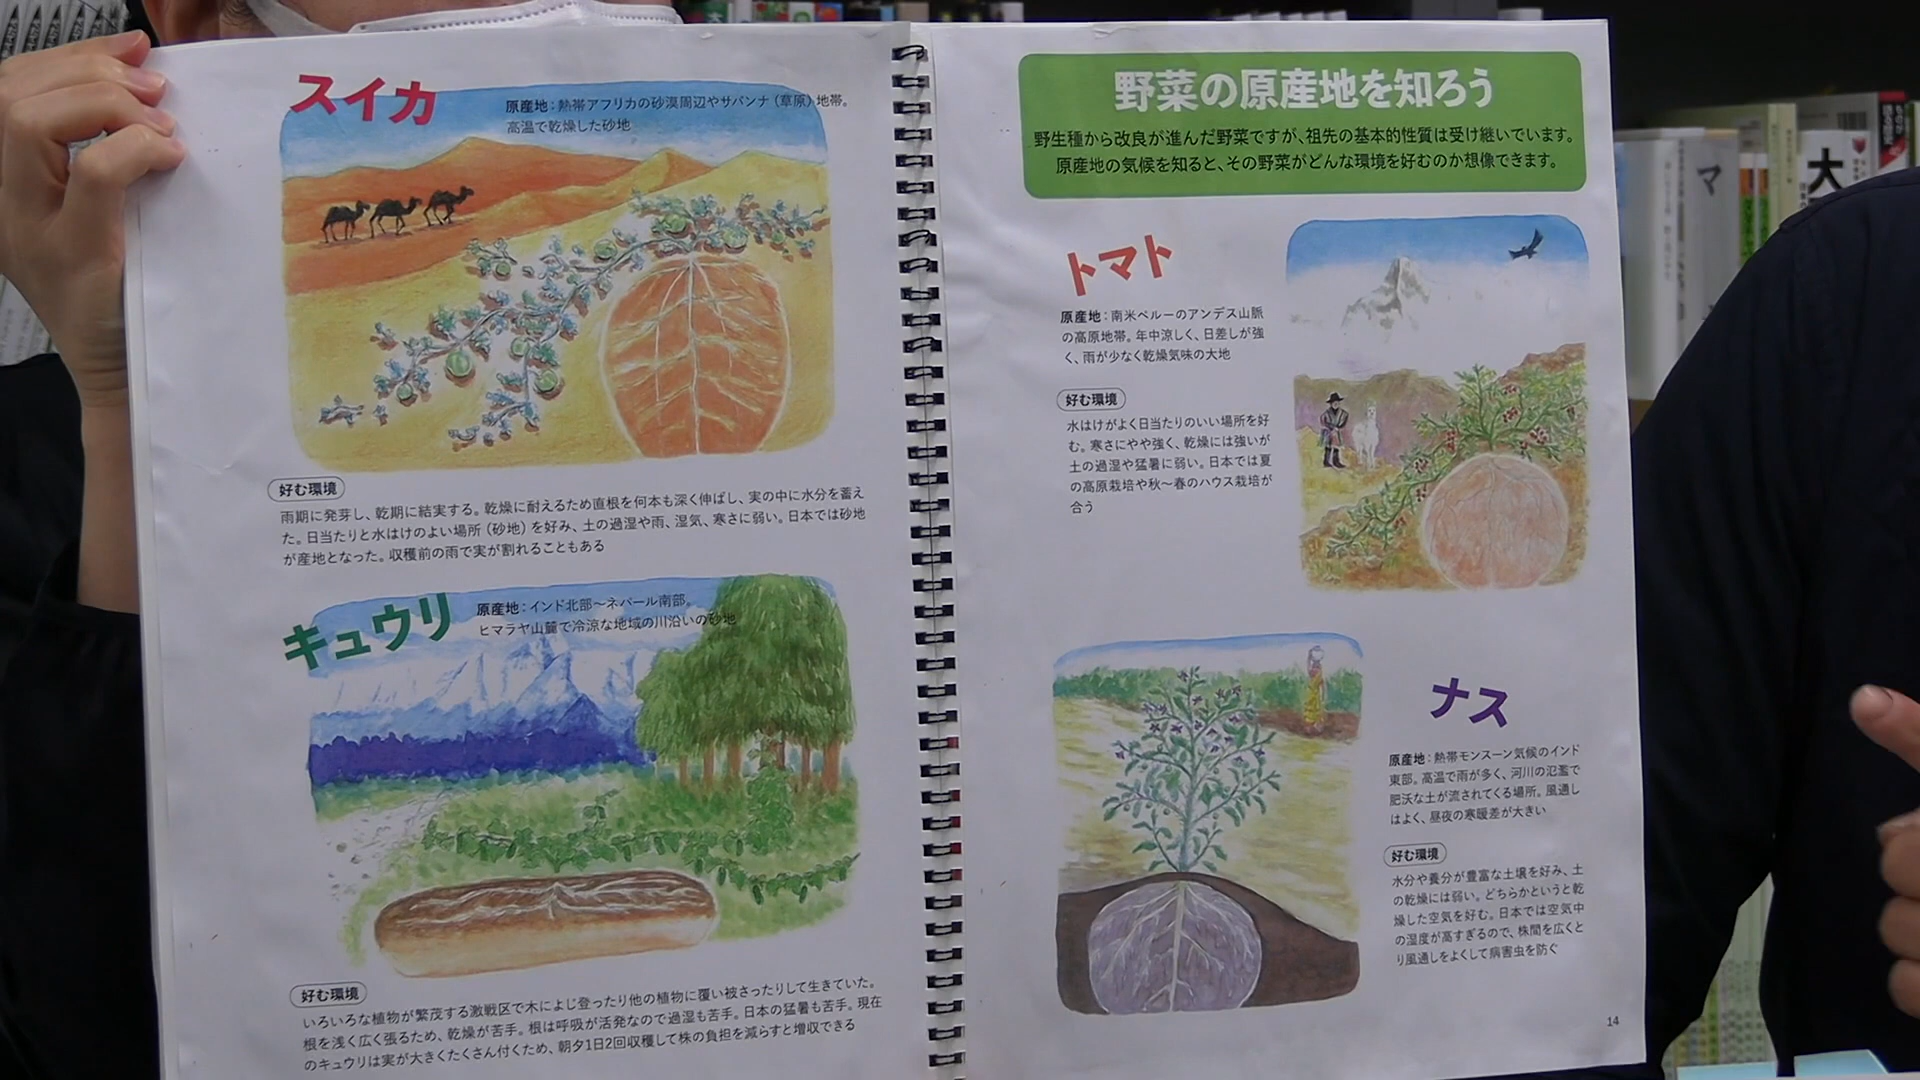 スイカ
原産地：熱帯アフリカの砂漠周辺やサバンナ（草原）地帯。
高温で乾燥した砂地
好む環境
雨期に発芽し、乾期に結実する。乾燥に耐えるため直根を何本も深く伸ばし、実の中に水分を蓄え
た。日当たりと水はけのよい場所（砂地）を好み、土の過湿や雨、湿気、寒さに弱い。日本では砂地
が産地となった。収穫前の雨で実が割れることもある
キュウリ
原産地：インド北部〜ネパール南部。
ヒマラヤ山麓で冷涼な地域の川沿いの砂地
好む環境
いろいろな植物が繁茂する激戦区で木によじ登ったり他の植物に覆い被さったりして生きていた。
根を浅く広く張るため、乾燥が苦手。根は呼吸が活発なので過湿も苦手。日本の猛暑も苦手。現在
のキュウリは実が大きくたくさん付くため、朝夕1日2回収穫して株の負担を減らすと増収できる
野菜の原産地を知ろう
野生種から改良が進んだ野菜ですが、祖先の基本的性質は受け継いでいます。
原産地の気候を知ると、その野菜がどんな環境を好むのか想像できます。
トマト
原産地：南米ペルーのアンデス山脈
の高原地帯。年中涼しく、日差しが強
く、雨が少なく乾燥気味の大地
好む環境
水はけがよく日当たりのいい場所を好
む。寒さにやや強く、乾燥には強いが
土の過湿や猛暑に弱い。日本では夏
の高原栽培や秋〜春のハウス栽培が
合う
ナス
原産地：熱帯モンスーン気候のインド
東部。高温で雨が多く、河川の氾濫で
肥沃な土が流されてくる場所。風通し
はよく、昼夜の寒暖差が大きい
好む環境
水分や養分が豊富な土壌を好み、土
の乾燥には弱い。どちらかというと乾
燥した空気を好む。日本では空気中
の湿度が高すぎるので、株間を広くと
り風通しをよくして病害虫を防ぐ
14
マ
大